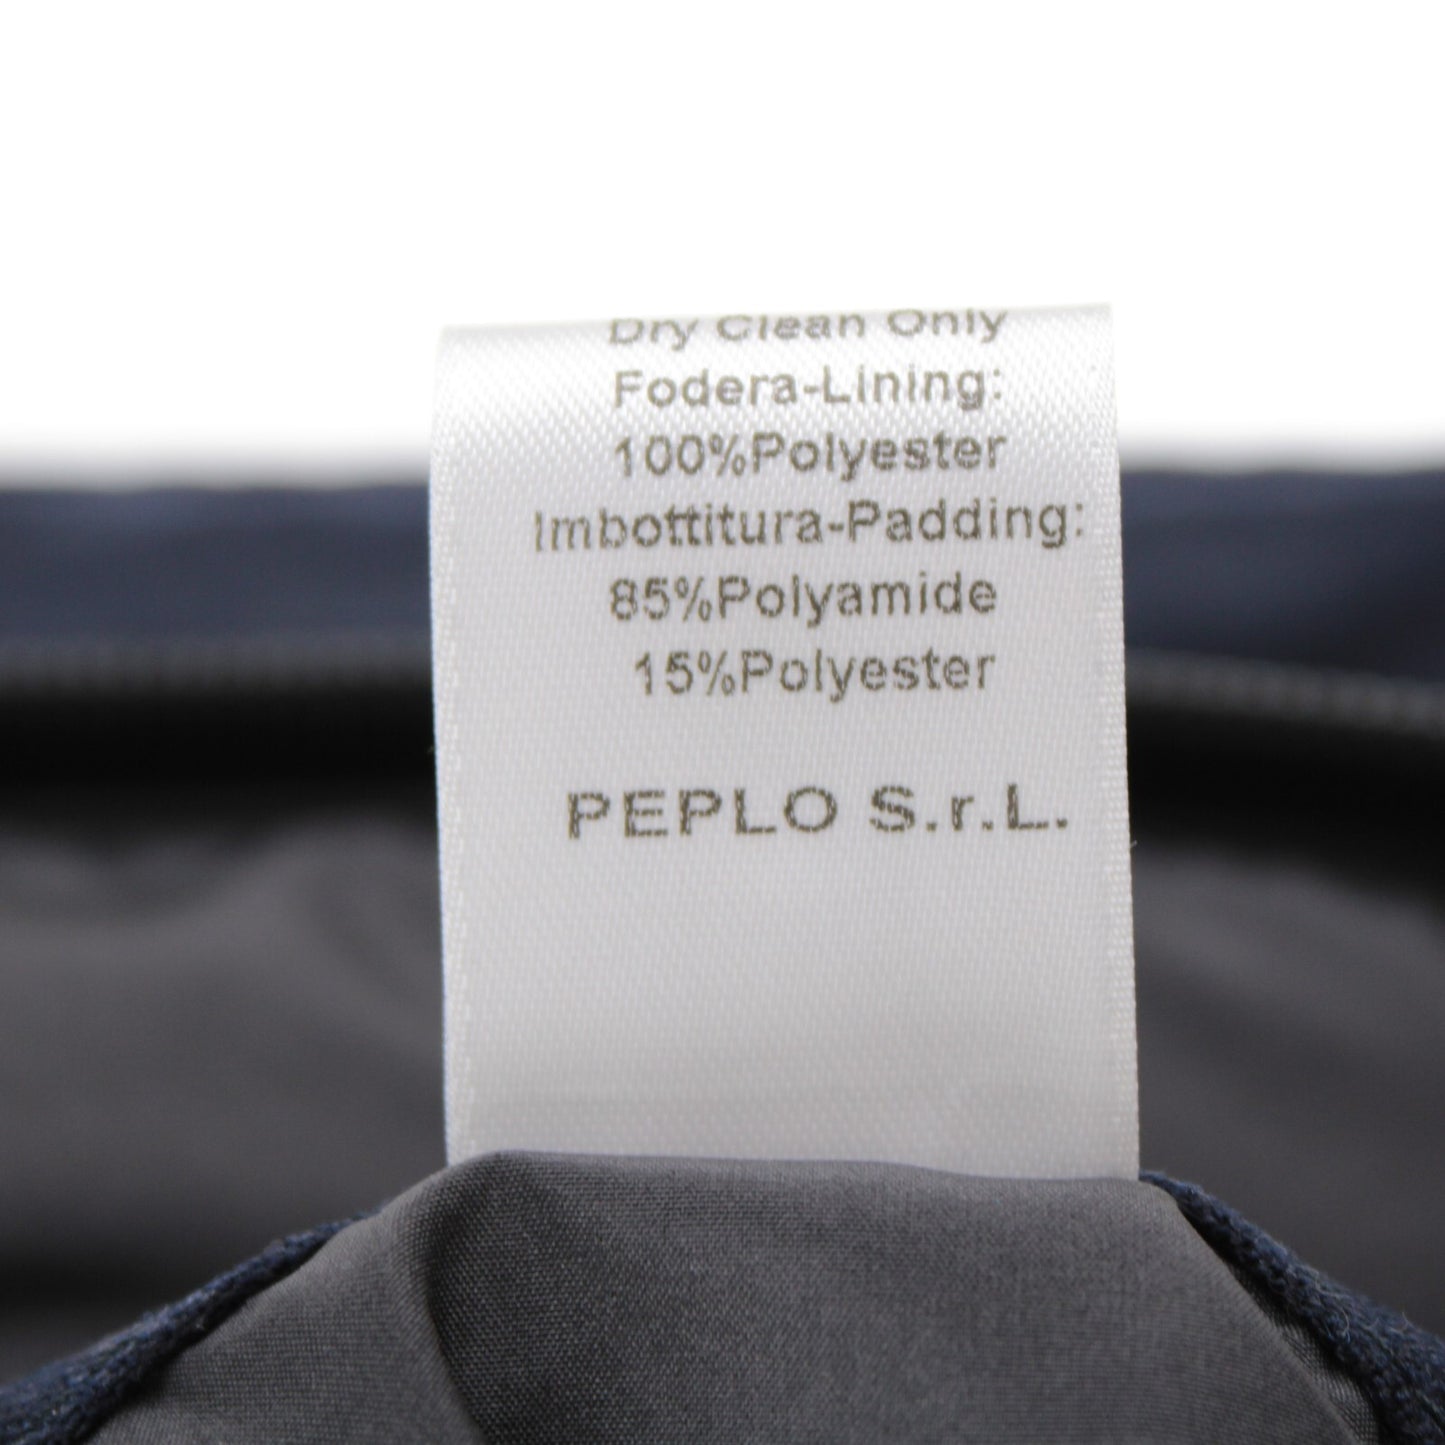 Dry Clean Only
Fodera-Lining:
100%Polyester
Imbottitura-Padding:
85%Polyamide
15%Polyester
PEPLO S.r.L.